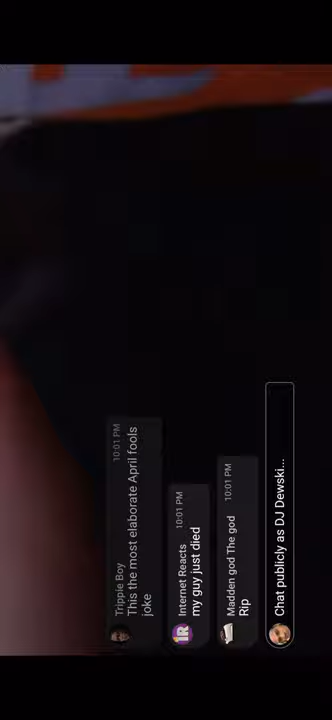 Trippie Boy 10:01 PM
This the most elaborate April fools
joke
Internet Reacts 10:01 PM
my guy just died
Madden god The god 10:01 PM
Rip
Chat publicly as DJ Dewski...